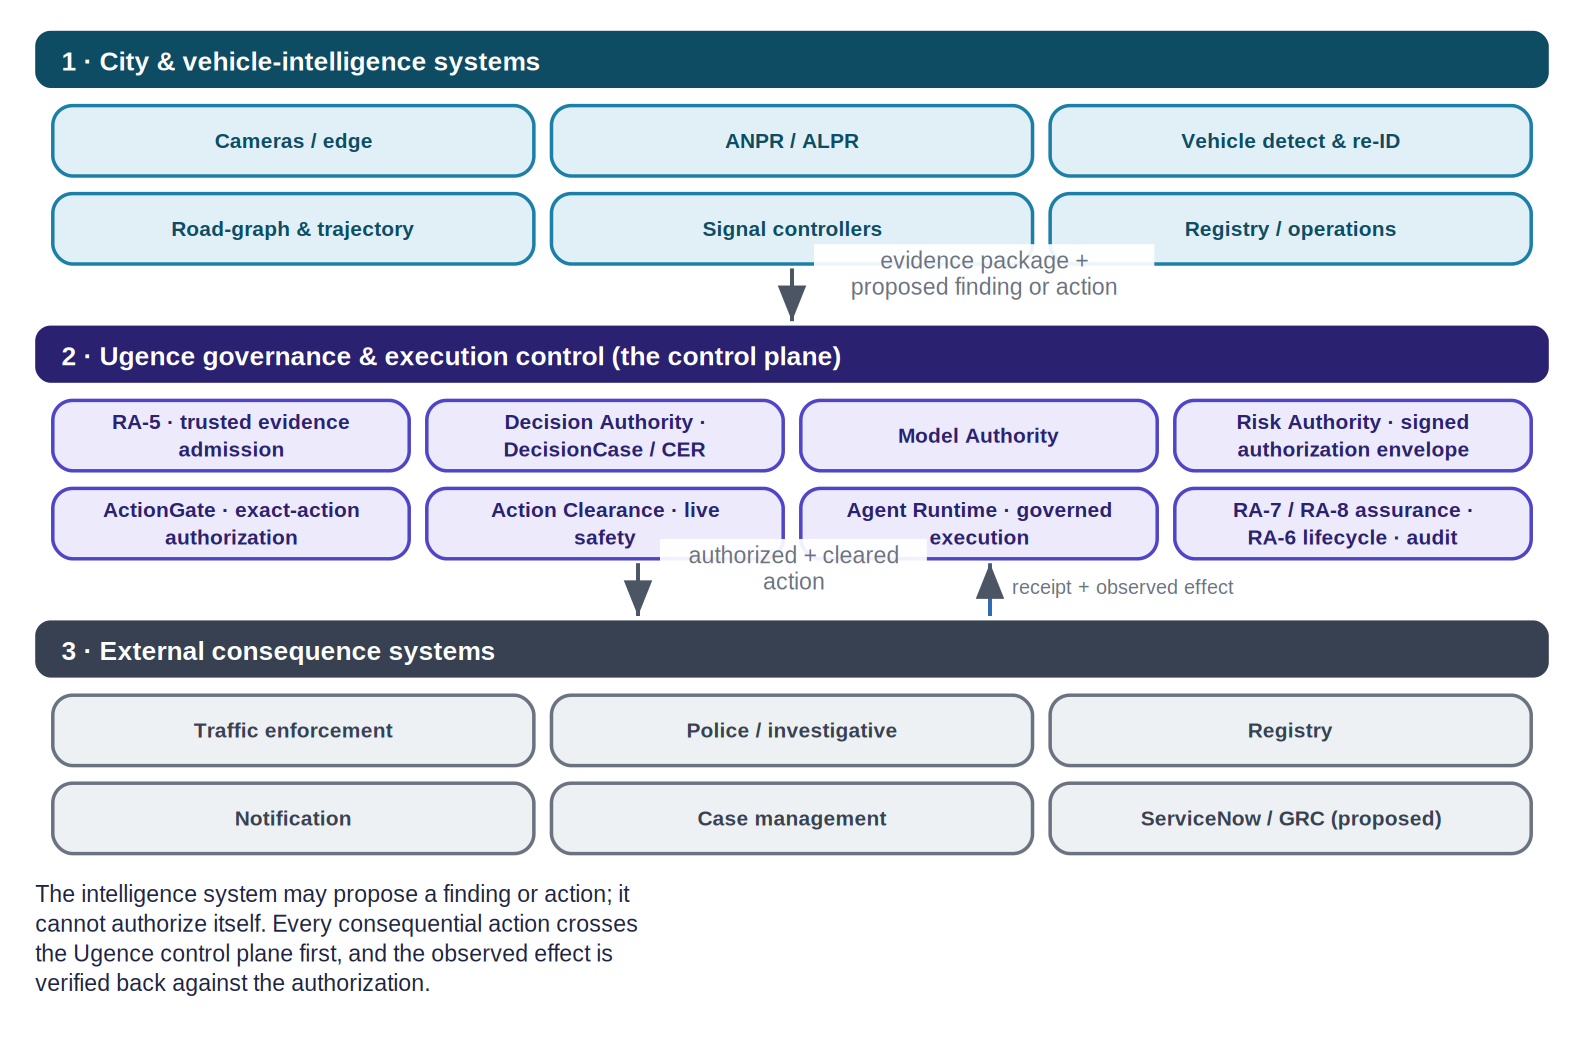 1 · City & vehicle-intelligence systems
Cameras / edge
ANPR / ALPR
Vehicle detect & re-ID
Road-graph & trajectory
Signal controllers
Registry / operations
evidence package +
proposed finding or action
2 · Ugence governance & execution control (the control plane)
RA-5 · trusted evidence
admission
Decision Authority ·
DecisionCase / CER
Model Authority
Risk Authority · signed
authorization envelope
ActionGate · exact-action
authorization
Action Clearance · live
safety
Agent Runtime · governed
execution
RA-7 / RA-8 assurance ·
RA-6 lifecycle · audit
authorized + cleared
action
receipt + observed effect
3 · External consequence systems
Traffic enforcement
Police / investigative
Registry
Notification
Case management
ServiceNow / GRC (proposed)
The intelligence system may propose a finding or action; it
cannot authorize itself. Every consequential action crosses
the Ugence control plane first, and the observed effect is
verified back against the authorization.